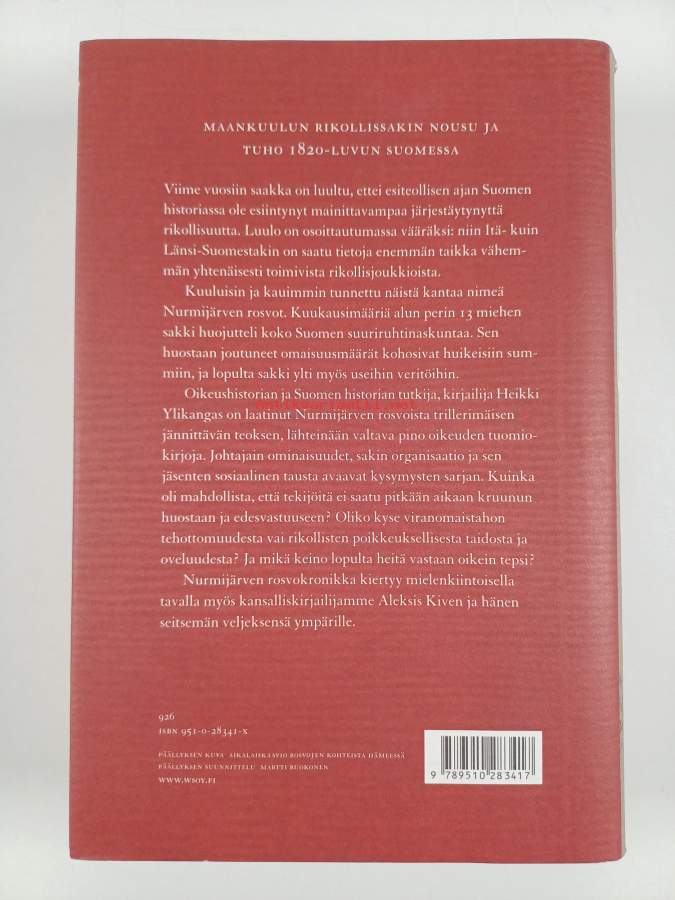 MAANKUULUN RIKOLLISSAKIN NOUSU JA
TUHO 1820-LUVUN SUOMESSA
Viime vuosiin saakka on luultu, ettei esiteollisen ajan Suomen
historiassa ole esiintynyt mainittavampaa järjestäytynyttä
rikollisuutta. Luulo on osoittautumassa vääräksi: niin Itä- kuin
Länsi-Suomestakin on saatu tietoja enemmän taikka vähem-
män yhtenäisesti toimivista rikollisjoukkioista.
Kuuluisin ja kauimmin tunnettu näistä kantaa nimeä
Nurmijärven rosvot. Kuukausimääriä alun perin 13 miehen
sakki huojutteli koko Suomen suuriruhtinaskuntaa. Sen
huostaan joutuneet omaisuusmäärät kohosivat huikeisiin sum-
miin, ja lopulta sakki ylti myös useihin veritöihin.
Oikeushistorian ja Suomen historian tutkija, kirjailija Heikki
Ylikangas on laatinut Nurmijärven rosvoista trillerimäisen
jännittävän teoksen, lähteinään valtava pino oikeuden tuomio-
kirjoja. Johtajan ominaisuudet, sakin organisaatio ja sen
jäsenten sosiaalinen tausta avaavat kysymysten sarjan. Kuinka
oli mahdollista, että tekijöitä ei saatu pitkään aikaan kruunun
huostaan ja edesvastuuseen? Oliko kyse viranomaistahon
tehottomuudesta vai rikollisten poikkeuksellisesta taidosta ja
oveluudesta? Ja mikä keino lopulta heitä vastaan oikein tepsi?
Nurmijärven rosvokronikka kiertyy mielenkiintoisella
tavalla myös kansalliskirjailijamme Aleksis Kiven ja hänen
seitsemän veljeksensä ympärille.
926
ISBN 951-0-28341-X
PÄÄLLYKSEN KUVA AIKALAISKAAVIO ROSVOJEN KOHTEISTA HÄMEESSÄ
PÄÄLLYKSEN SUUNNITTELU MARTTI RUOKONEN
WWW.WSOY.FI
9 789510 283417